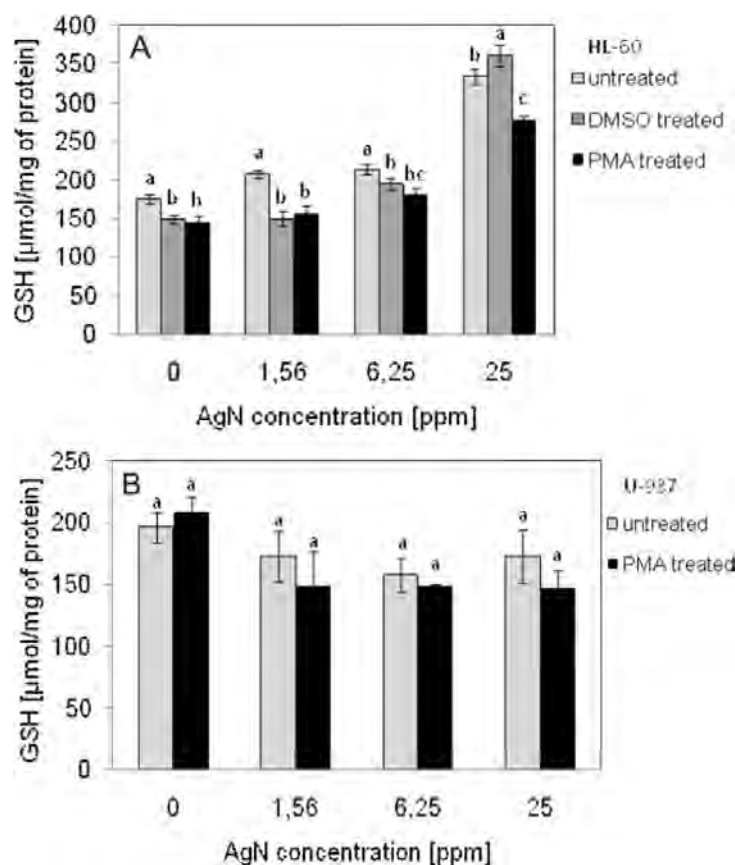 A
HL-60
GSH [µmol/mg of protein]
400
350
300
250
200
150
100
50
0
untreated
DMSO treated
PMA treated
a b b
a b b
a b bc
b a c
0 1,56 6,25 25
AgN concentration [ppm]
B
U-937
GSH [µmol/mg of protein]
250
200
150
100
50
0
untreated
PMA treated
a a
a a
a a
a a
0 1,56 6,25 25
AgN concentration [ppm]